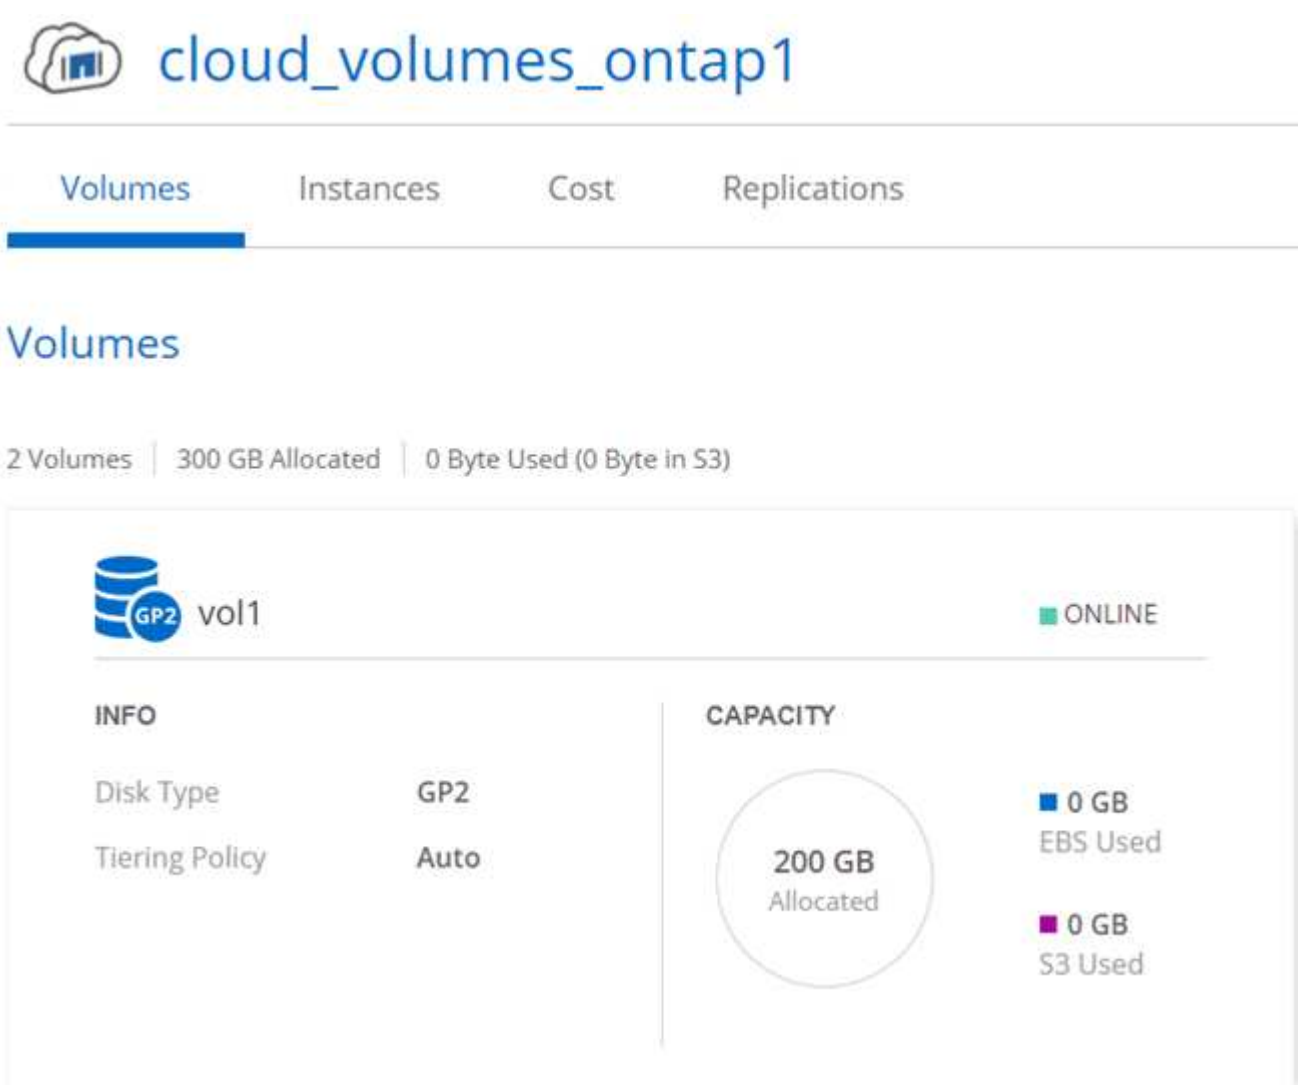 cloud_volumes_ontap1
Volumes Instances Cost Replications
Volumes
2 Volumes 300 GB Allocated 0 Byte Used (0 Byte in S3)
GP2 vol1 ONLINE
INFO CAPACITY
Disk Type GP2 0 GB
EBS Used
Tiering Policy Auto 200 GB
Allocated
0 GB
S3 Used